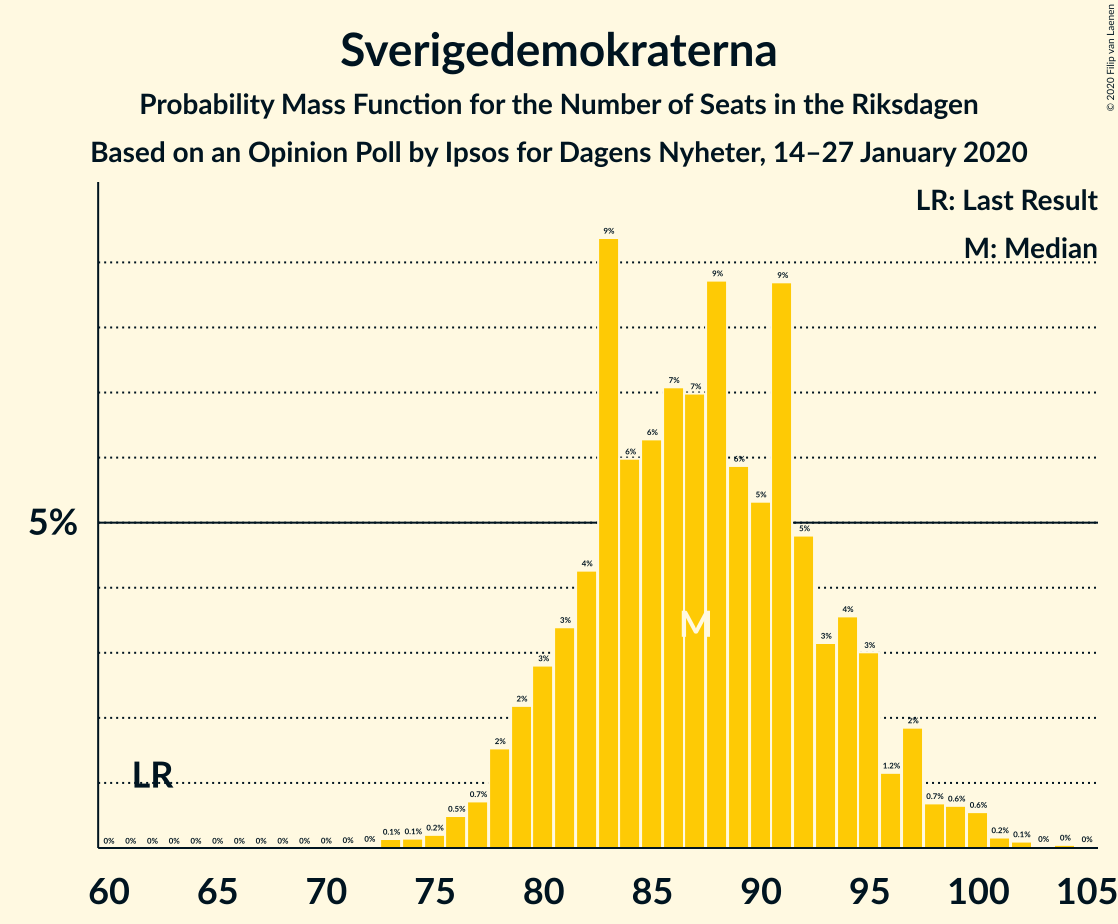 © 2020 Filip van Laenen
Sverigedemokraterna
Probability Mass Function for the Number of Seats in the Riksdagen
Based on an Opinion Poll by Ipsos for Dagens Nyheter, 14–27 January 2020
LR: Last Result
M: Median
5%
0% 0% 0% 0% 0% 0% 0% 0% 0% 0% 0% 0% 0% 0.1% 0.1% 0.2% 0.5% 0.7% 2% 2% 3% 3% 4% 9% 6% 6% 7% 7% 9% 6% 5% 9% 5% 3% 4% 3% 1.2% 2% 0.7% 0.6% 0.6% 0.2% 0.1% 0% 0% 0%
M
LR
60 65 70 75 80 85 90 95 100 105